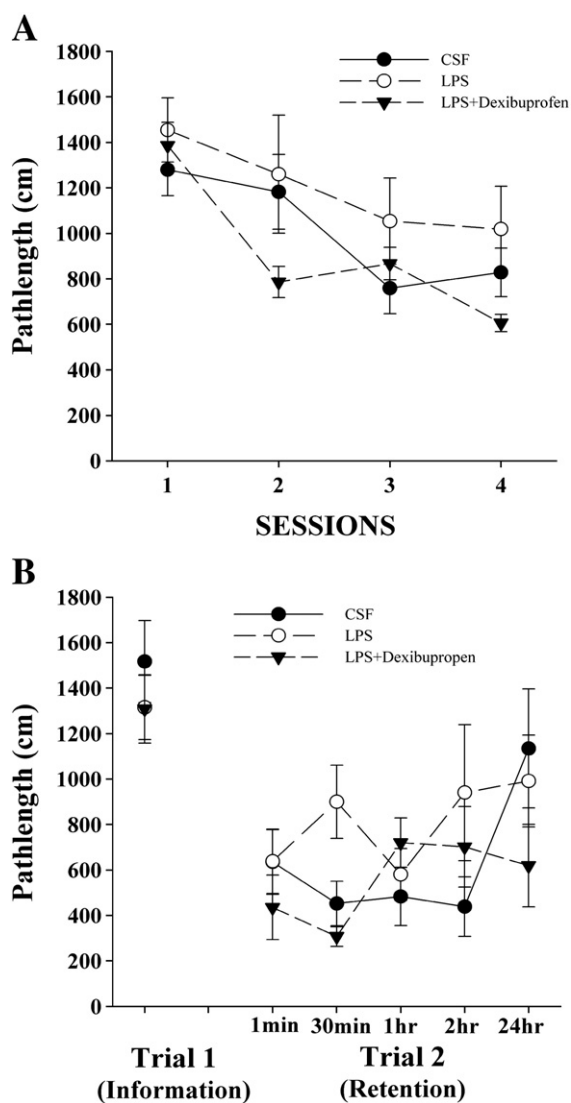 A
1800
1600
1400
1200
1000
800
600
400
200
0
Pathlength (cm)
CSF
LPS
LPS+Dexibuprofen
1 2 3 4
SESSIONS
B
1800
1600
1400
1200
1000
800
600
400
200
0
Pathlength (cm)
CSF
LPS
LPS+Dexibupropen
1min 30min 1hr 2hr 24hr
Trial 1 Trial 2
(Information) (Retention)